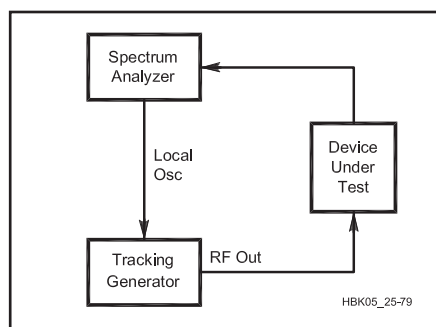 Spectrum
Analyzer
Local
Osc
Device
Under
Test
Tracking
Generator
RF Out
HBK05_25-79